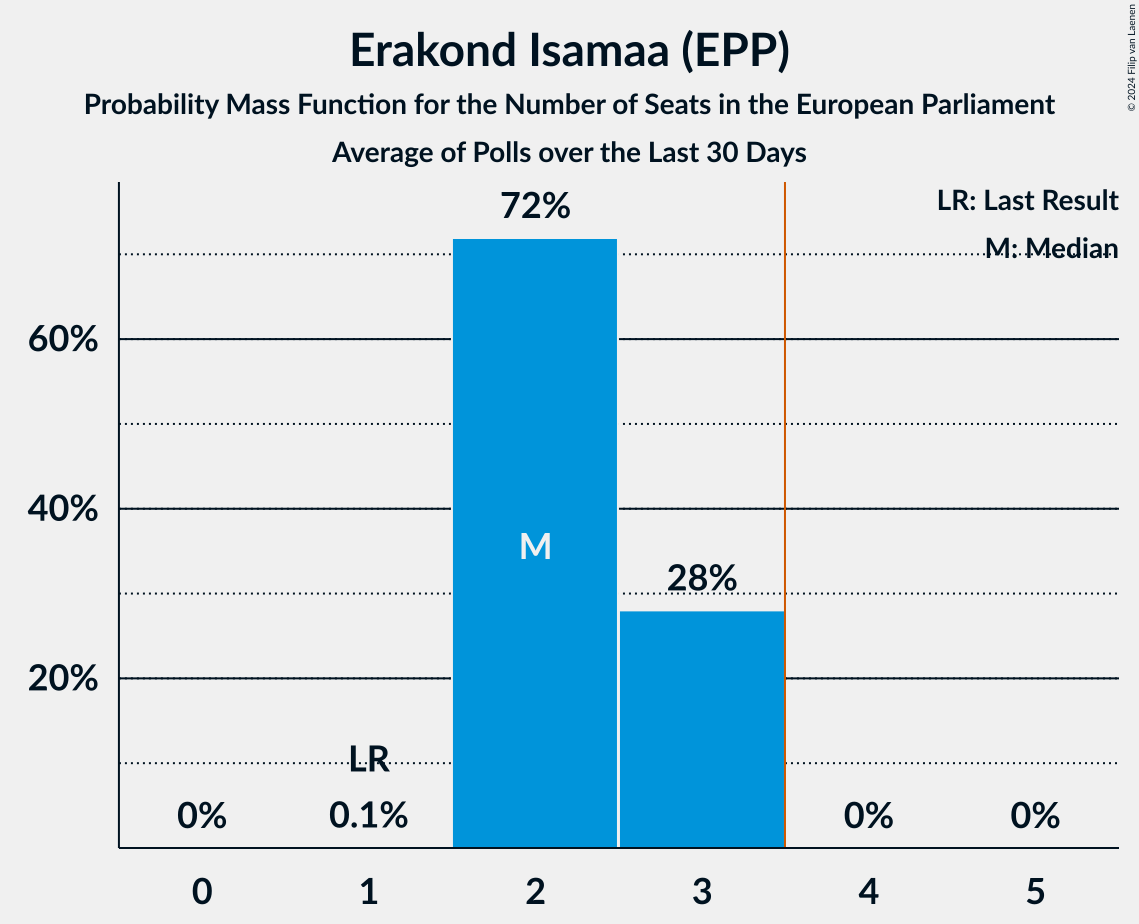 Erakond Isamaa (EPP)
Probability Mass Function for the Number of Seats in the European Parliament
Average of Polls over the Last 30 Days
© 2024 Filip van Laenen
LR: Last Result
M: Median
72%
60%
40%
M
28%
20%
LR
0% 0.1% 0% 0%
0 1 2 3 4 5